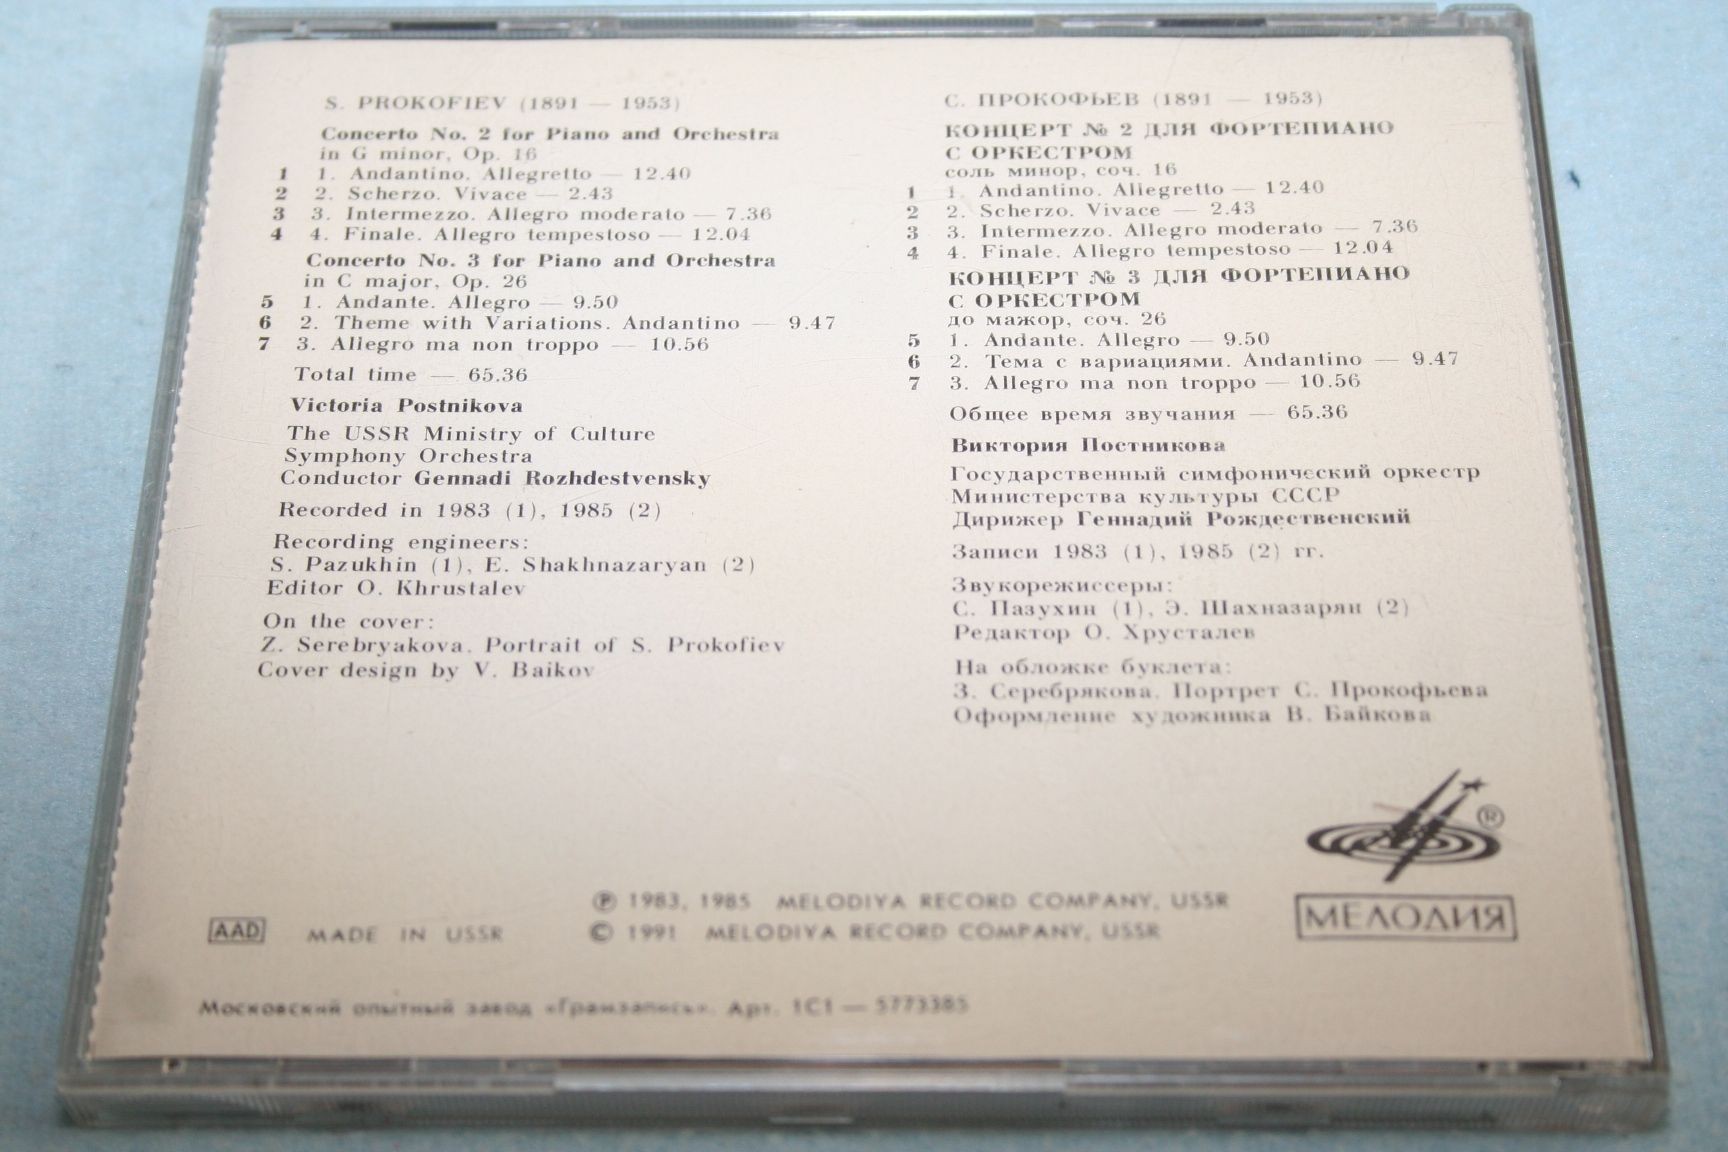 S. PROKOFIEV (1891 — 1953)
Concerto No. 2 for Piano and Orchestra
in G minor, Op. 16
1 1. Andantino. Allegretto — 12.40
2 2. Scherzo. Vivace — 2.43
3 3. Intermezzo. Allegro moderato — 7.36
4 4. Finale. Allegro tempestoso — 12.04
Concerto No. 3 for Piano and Orchestra
in C major, Op. 26
5 1. Andante. Allegro — 9.50
6 2. Theme with Variations. Andantino — 9.47
7 3. Allegro ma non troppo — 10.56
Total time — 65.36
Victoria Postnikova
The USSR Ministry of Culture
Symphony Orchestra
Conductor Gennadi Rozhdestvensky
Recorded in 1983 (1), 1985 (2)
Recording engineers:
S. Pazukhin (1), E. Shakhnazaryan (2)
Editor O. Khrustalev
On the cover:
Z. Serebryakova. Portrait of S. Prokofiev
Cover design by V. Baikov
С. ПРОКОФЬЕВ (1891 — 1953)
КОНЦЕРТ № 2 ДЛЯ ФОРТЕПИАНО
С ОРКЕСТРОМ
соль минор, соч. 16
1 1. Andantino. Allegretto — 12.40
2 2. Scherzo. Vivace — 2.43
3 3. Intermezzo. Allegro moderato — 7.36
4 4. Finale. Allegro tempestoso — 12.04
КОНЦЕРТ № 3 ДЛЯ ФОРТЕПИАНО
С ОРКЕСТРОМ
до мажор, соч. 26
5 1. Andante. Allegro — 9.50
6 2. Тема с вариациями. Andantino — 9.47
7 3. Allegro ma non troppo — 10.56
Общее время звучания — 65.36
Виктория Постникова
Государственный симфонический оркестр
Министерства культуры СССР
Дирижер Геннадий Рождественский
Записи 1983 (1), 1985 (2) гг.
Звукорежиссеры:
С. Пазухин (1), Э. Шахназарян (2)
Редактор О. Хрусталев
На обложке буклета:
З. Серебрякова. Портрет С. Прокофьева
Оформление художника В. Байкова
®
МЕЛОДИЯ
℗ 1983, 1985 MELODIYA RECORD COMPANY, USSR
AAD MADE IN USSR © 1991 MELODIYA RECORD COMPANY, USSR
Московский опытный завод «Грамзапись». Арт. 1С1 — 5773385